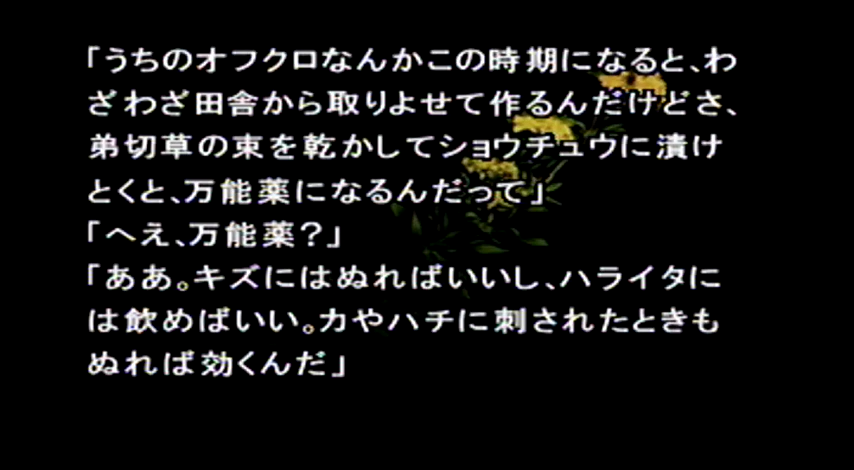 「うちのオフクロなんかこの時期になると、わ
ざわざ田舎から取りよせて作るんだけどさ、
弟切草の束を乾かしてショウチュウに漬け
とくと、万能薬になるんだって」
「へえ、万能薬？」
「ああ。キズにはぬればいいし、ハライタに
は飲めばいい。カやハチに刺されたときも
ぬれば効くんだ」